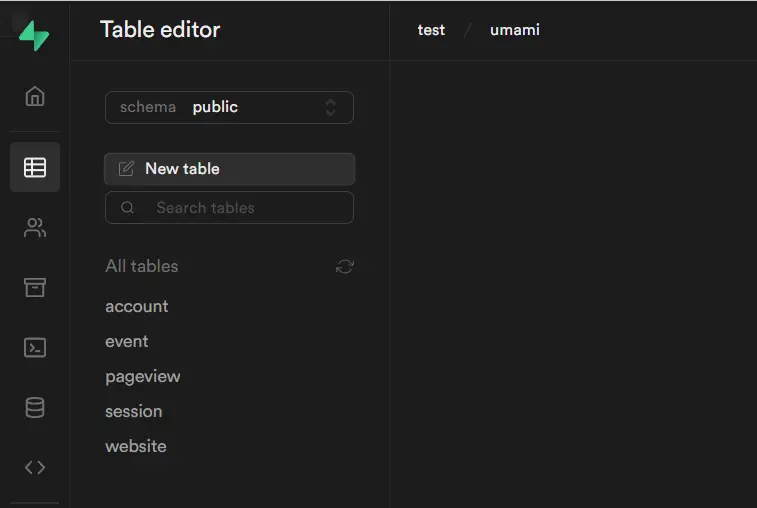 Table editor
test / umami
schema public
New table
Search tables
All tables
account
event
pageview
session
website